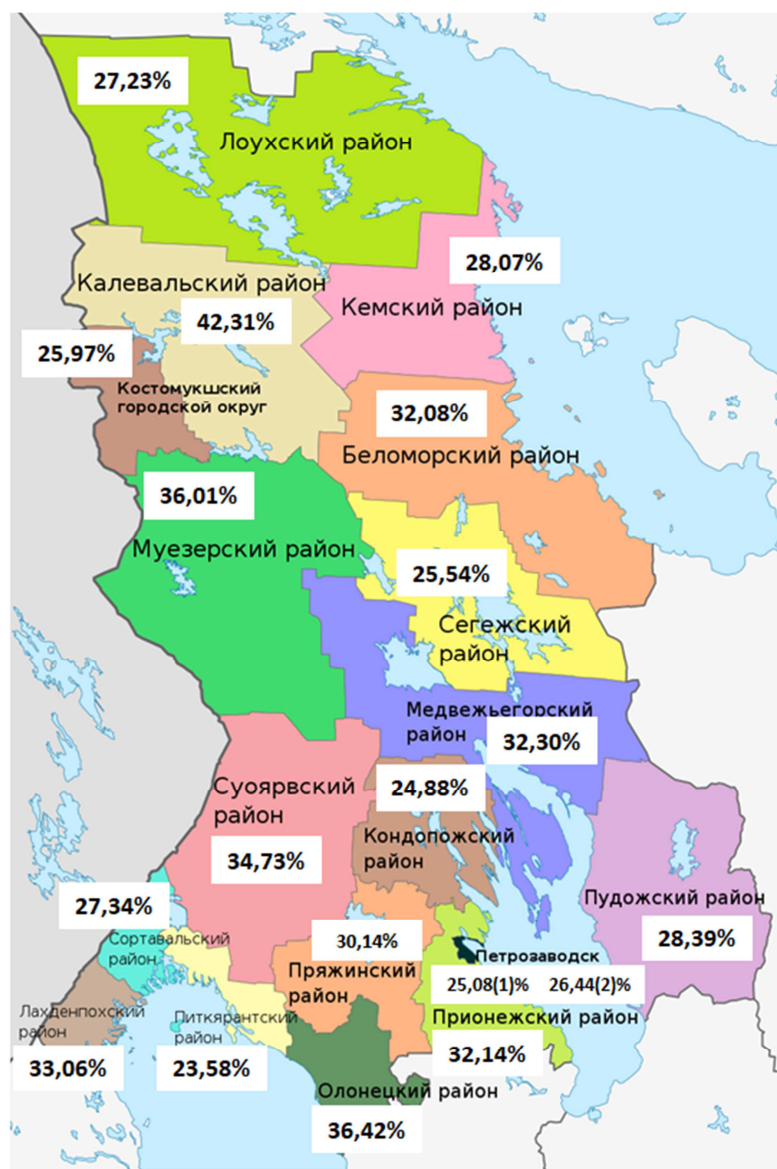 27,23%
Лоухский район
28,07%
Калевальский район
Кемский район
42,31%
25,97%
Костомукшский
городской округ
32,08%
Беломорский район
36,01%
Муезерский район
25,54%
Сегежский
район
Медвежьегорский
район
32,30%
Суоярвский
район
24,88%
Кондопожский
район
34,73%
27,34%
Пудожский район
28,39%
Сортавальский
район
30,14%
Петрозаводск
Пряжинский
район
25,08(1)% 26,44(2)%
Лахденпохский
район
Питкярантский
район
Прионежский район
33,06%
23,58%
32,14%
Олонецкий район
36,42%